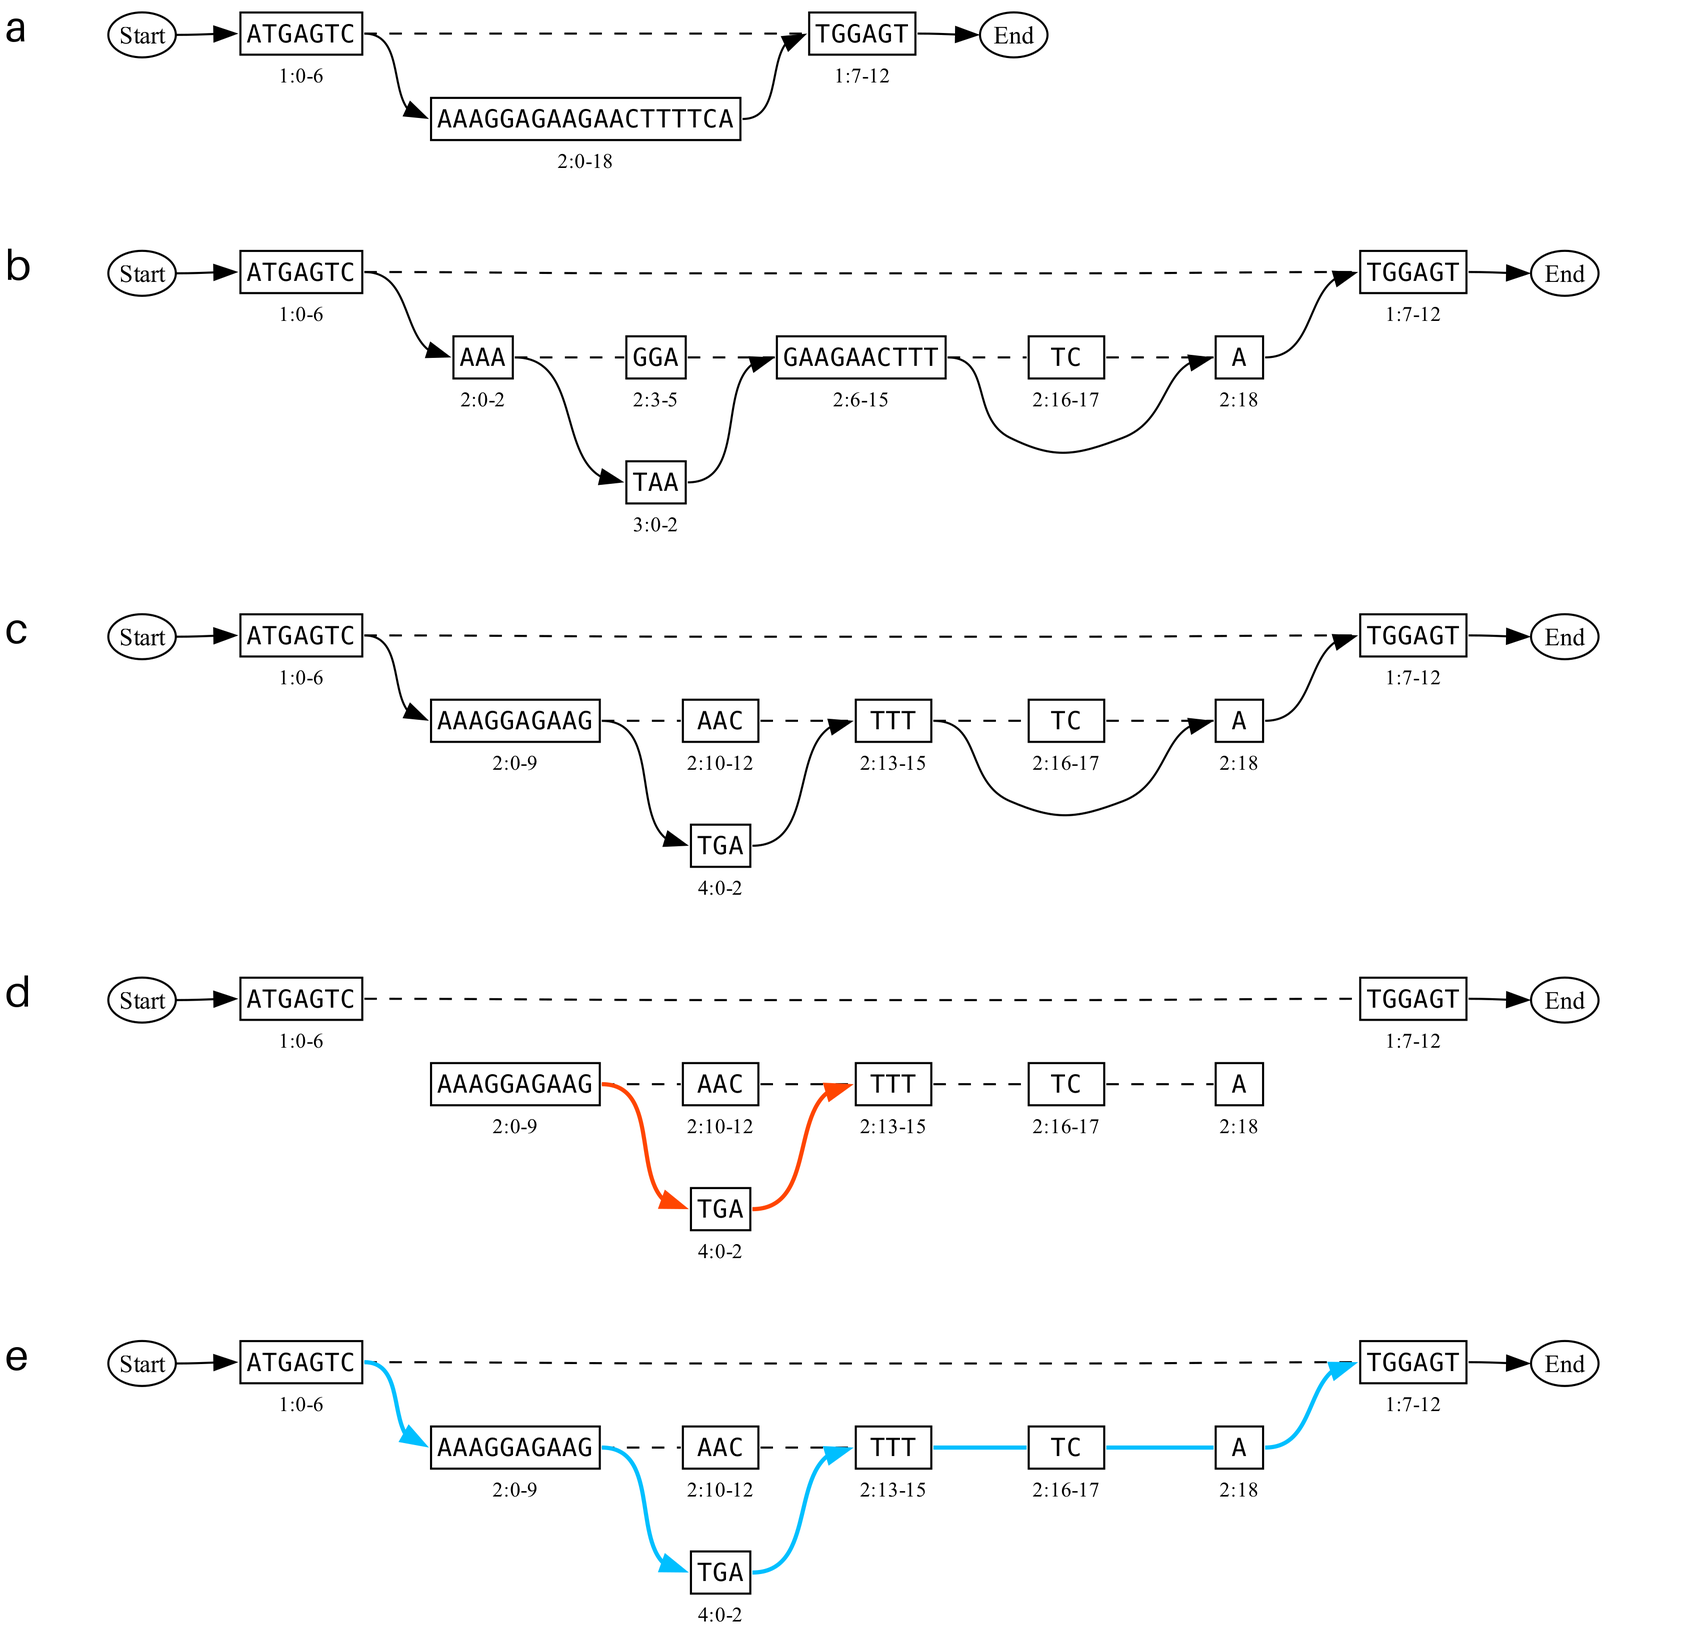 a
Start ATGAGTC TGGAGT End
1:0-6 1:7-12
AAAGGAGAAGAACTTTTCA
2:0-18
b
Start ATGAGTC TGGAGT End
1:0-6 1:7-12
AAA GGA GAAGAACTTT TC A
2:0-2 2:3-5 2:6-15 2:16-17 2:18
TAA
3:0-2
c
Start ATGAGTC TGGAGT End
1:0-6 1:7-12
AAAGGAGAAG AAC TTT TC A
2:0-9 2:10-12 2:13-15 2:16-17 2:18
TGA
4:0-2
d
Start ATGAGTC TGGAGT End
1:0-6 1:7-12
AAAGGAGAAG AAC TTT TC A
2:0-9 2:10-12 2:13-15 2:16-17 2:18
TGA
4:0-2
e
Start ATGAGTC TGGAGT End
1:0-6 1:7-12
AAAGGAGAAG AAC TTT TC A
2:0-9 2:10-12 2:13-15 2:16-17 2:18
TGA
4:0-2